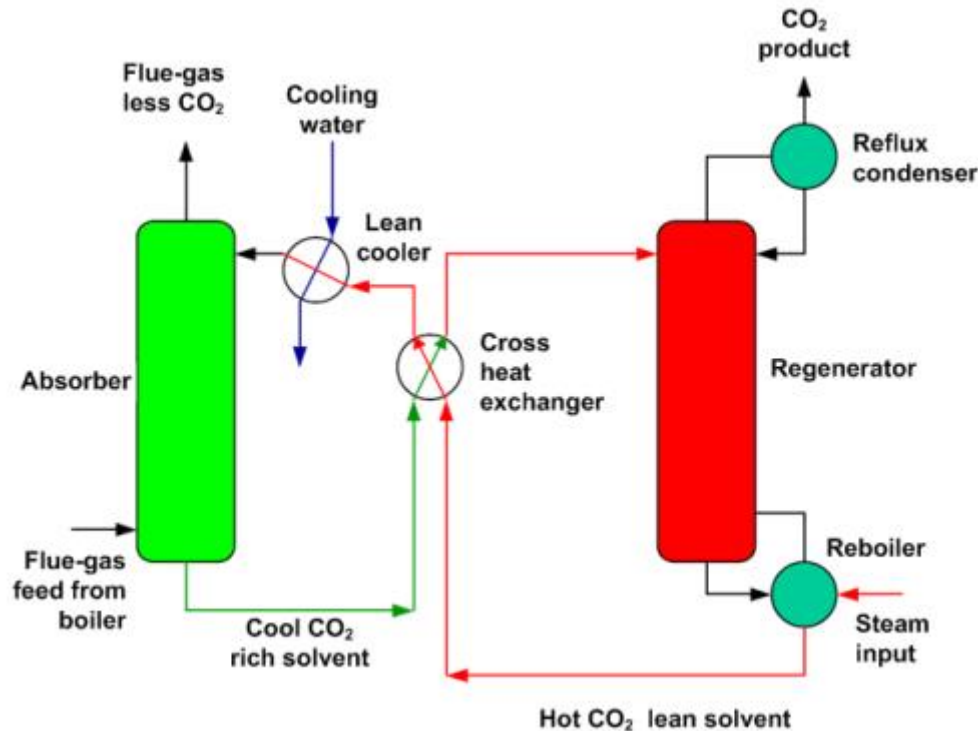 CO₂
product
Flue-gas
less CO₂
Cooling
water
Reflux
condenser
Lean
cooler
Absorber
Cross
heat
exchanger
Regenerator
Flue-gas
feed from
boiler
Cool CO₂
rich solvent
Reboiler
Steam
input
Hot CO₂ lean solvent